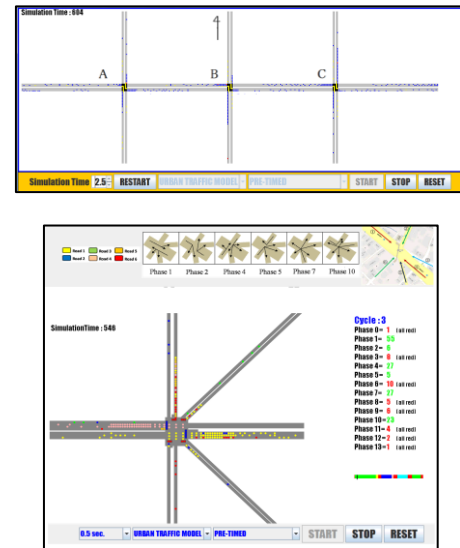 Simulation Time : 604
4
A B C
Simulation Time 2.5 RESTART URBAN TRAFFIC MODEL PRE-TIMED START STOP RESET
Road 1 Road 3 Road 5
Road 2 Road 4 Road 6
Phase 1 Phase 2 Phase 4 Phase 5 Phase 7 Phase 10
SimulationTime : 546
Cycle : 3
Phase 0= 1 (all red)
Phase 1= 55
Phase 2= 6
Phase 3= 6 (all red)
Phase 4= 27
Phase 5= 5
Phase 6= 10 (all red)
Phase 7= 27
Phase 8= 5 (all red)
Phase 9= 6 (all red)
Phase 10= 23
Phase 11= 4 (all red)
Phase 12= 2 (all red)
Phase 13= 1 (all red)
0.5 sec. URBAN TRAFFIC MODEL PRE-TIMED START STOP RESET